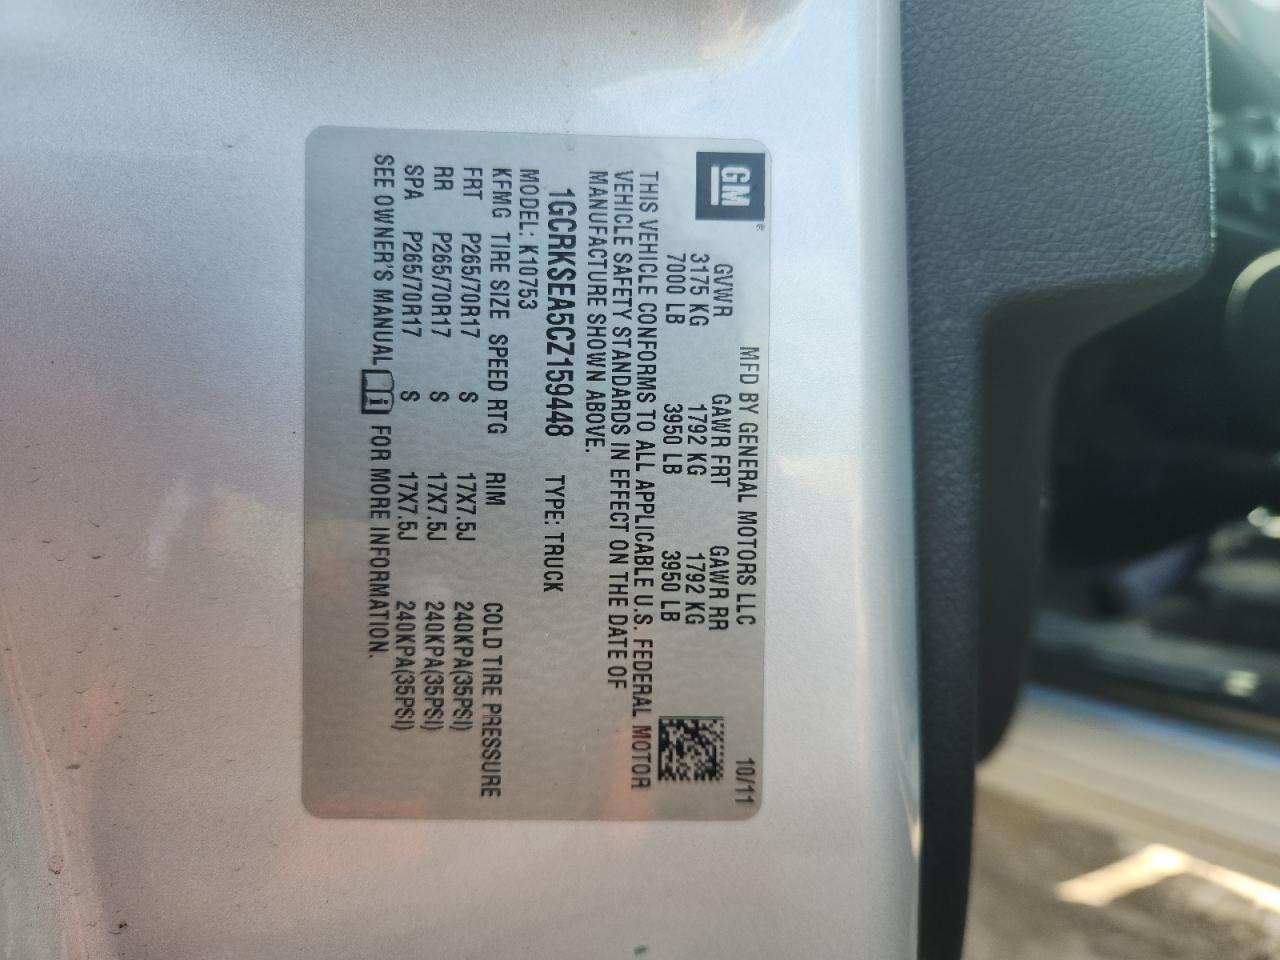 GM®
MFD BY GENERAL MOTORS LLC 10/11
GVWR GAWR FRT GAWR RR
3175 KG 1792 KG 1792 KG
7000 LB 3950 LB 3950 LB
THIS VEHICLE CONFORMS TO ALL APPLICABLE U.S. FEDERAL MOTOR
VEHICLE SAFETY STANDARDS IN EFFECT ON THE DATE OF
MANUFACTURE SHOWN ABOVE.
1GCRKSEA5CZ159448 TYPE: TRUCK
MODEL: K10753
KFMG TIRE SIZE SPEED RTG RIM COLD TIRE PRESSURE
FRT P265/70R17 S 17X7.5J 240KPA(35PSI)
RR P265/70R17 S 17X7.5J 240KPA(35PSI)
SPA P265/70R17 S 17X7.5J 240KPA(35PSI)
SEE OWNER'S MANUAL i FOR MORE INFORMATION.